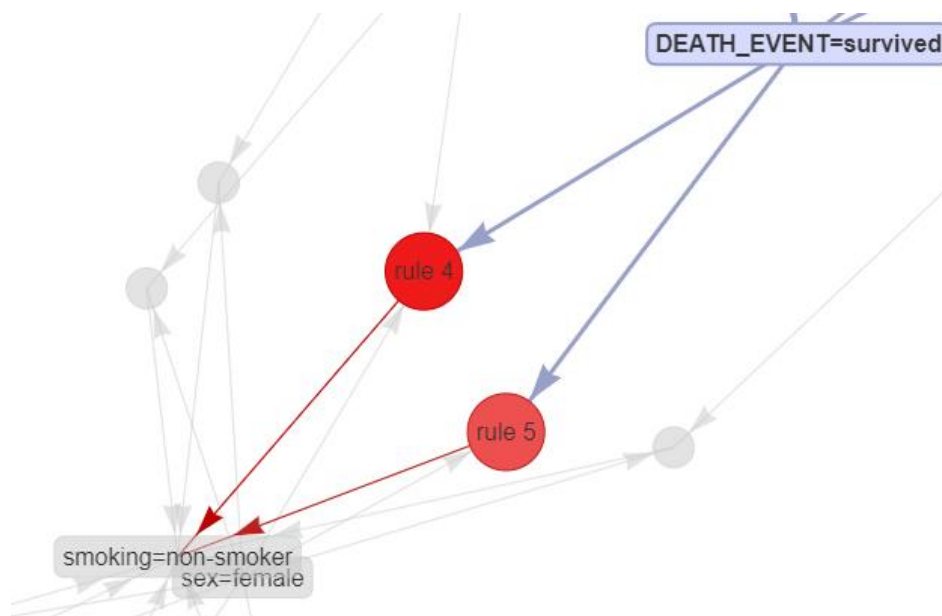 DEATH_EVENT=survived
rule 4
rule 5
smoking=non-smoker
sex=female